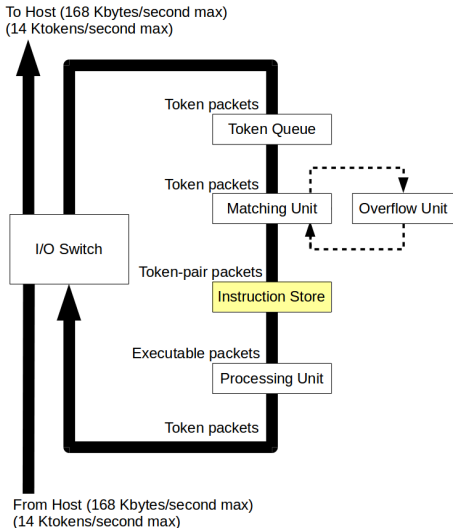 To Host (168 Kbytes/second max)
(14 Ktokens/second max)
Token packets
Token Queue
Token packets
Matching Unit
Overflow Unit
I/O Switch
Token-pair packets
Instruction Store
Executable packets
Processing Unit
Token packets
From Host (168 Kbytes/second max)
(14 Ktokens/second max)